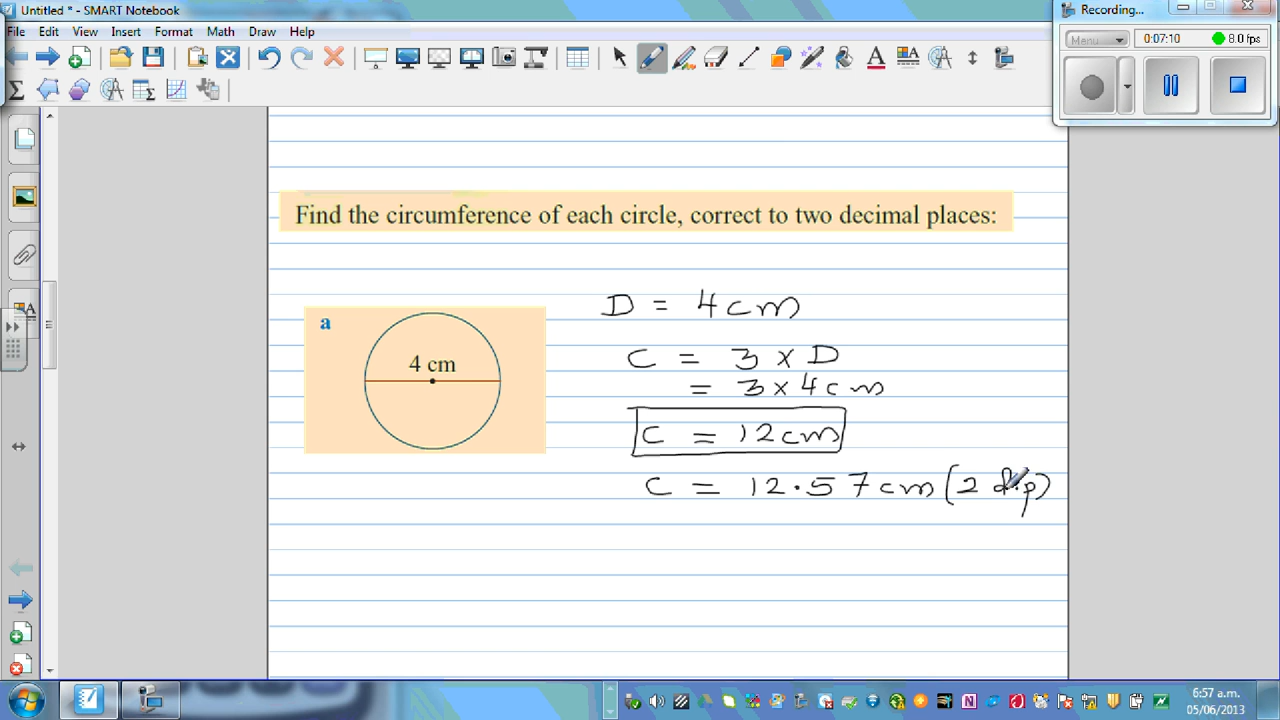 Untitled * - SMART Notebook
Recording...
File Edit View Insert Format Math Draw Help
Menu
0:07:10
8.0 fps
Find the circumference of each circle, correct to two decimal places:
a
4 cm
D = 4cm
C = 3 x D
= 3 x 4cm
C = 12cm
C = 12.57cm (2 d.p)
6:57 a.m.
05/06/2013